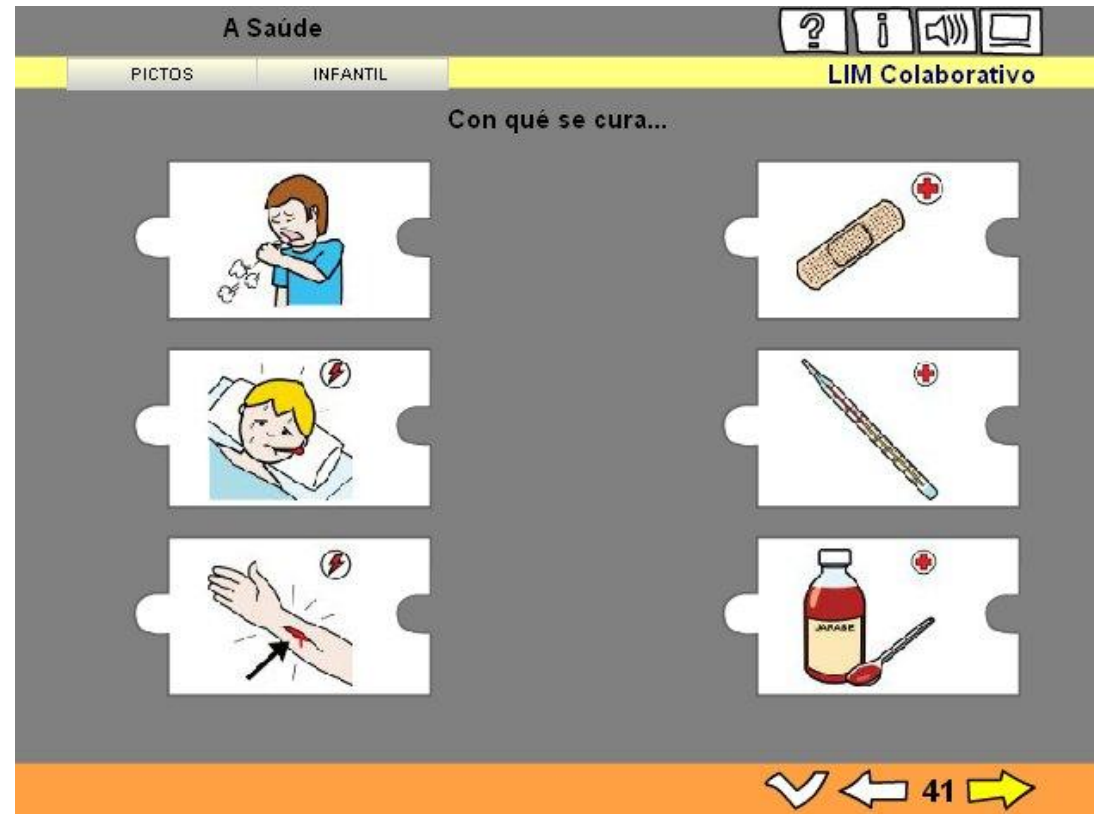 A Saúde
PICTOS INFANTIL
LIM Colaborativo
Con qué se cura...
JARABE
41